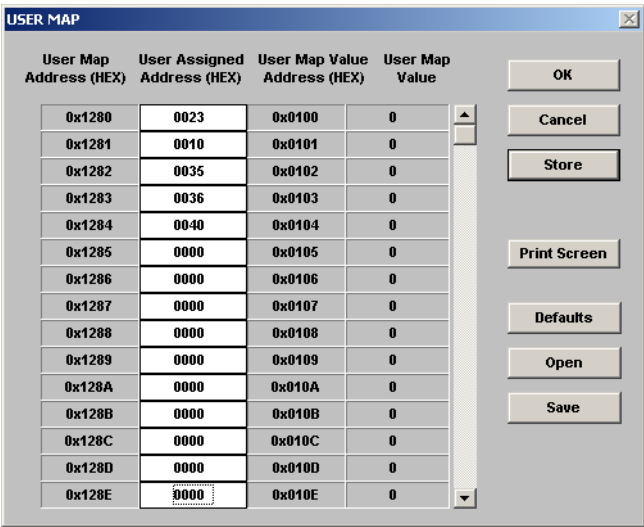 USER MAP
User Map Address (HEX) User Assigned Address (HEX) User Map Value Address (HEX) User Map Value
0x1280 0023 0x0100 0
0x1281 0010 0x0101 0
0x1282 0035 0x0102 0
0x1283 0036 0x0103 0
0x1284 0040 0x0104 0
0x1285 0000 0x0105 0
0x1286 0000 0x0106 0
0x1287 0000 0x0107 0
0x1288 0000 0x0108 0
0x1289 0000 0x0109 0
0x128A 0000 0x010A 0
0x128B 0000 0x010B 0
0x128C 0000 0x010C 0
0x128D 0000 0x010D 0
0x128E 0000 0x010E 0
OK
Cancel
Store
Print Screen
Defaults
Open
Save